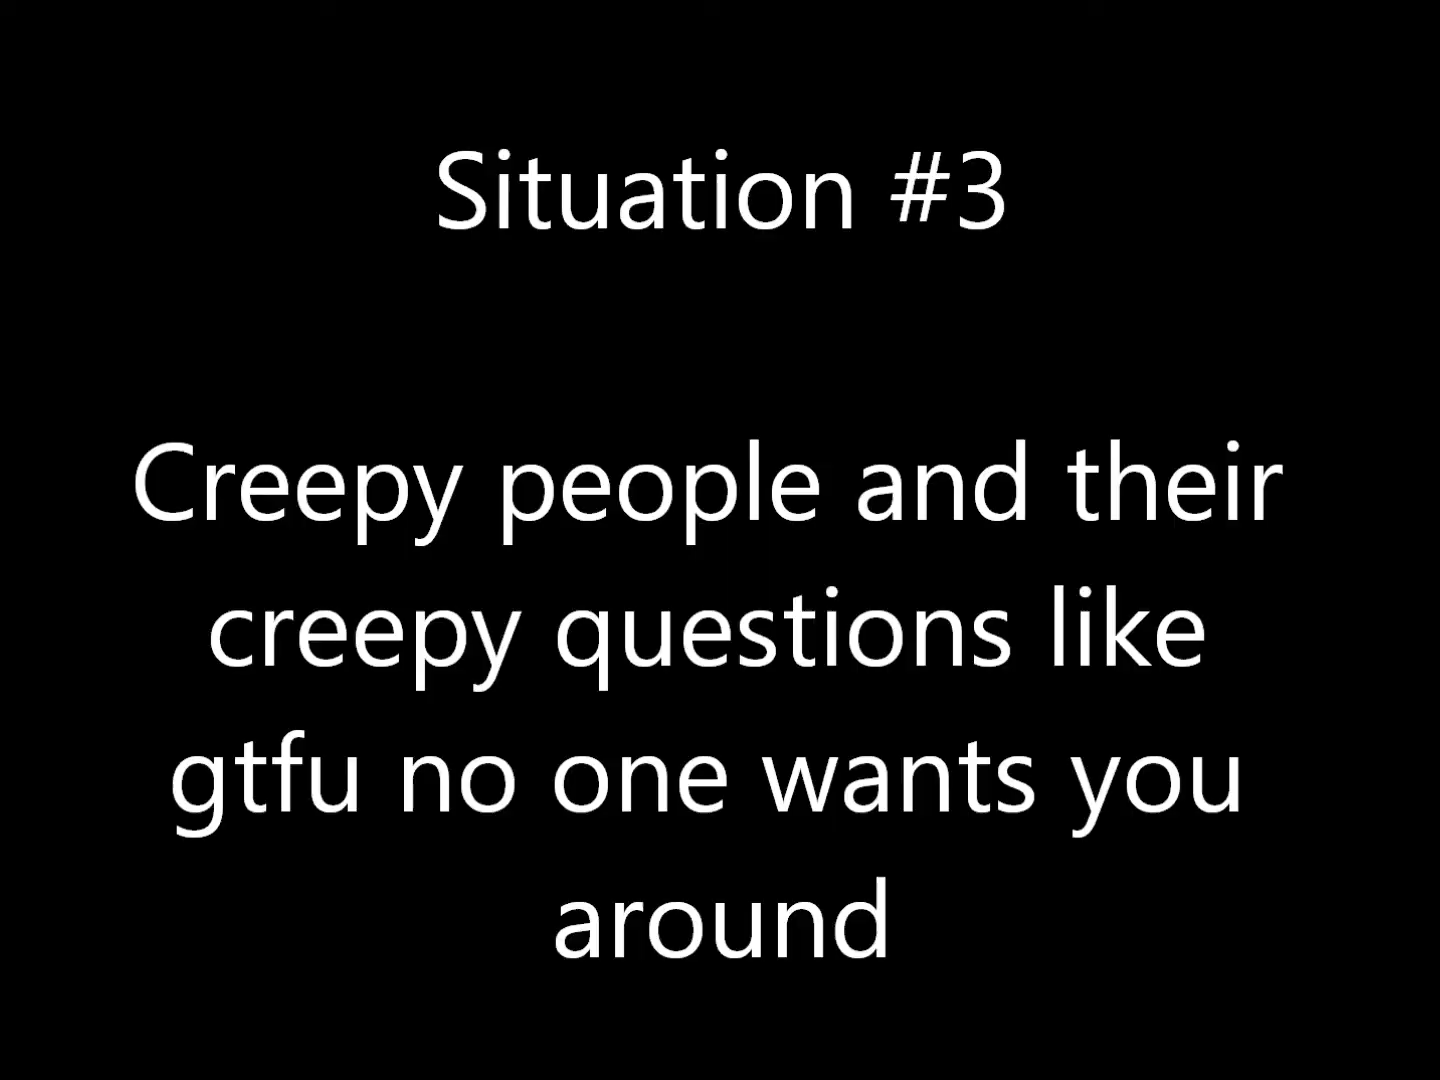 Situation #3
Creepy people and their
creepy questions like
gtfu no one wants you
around